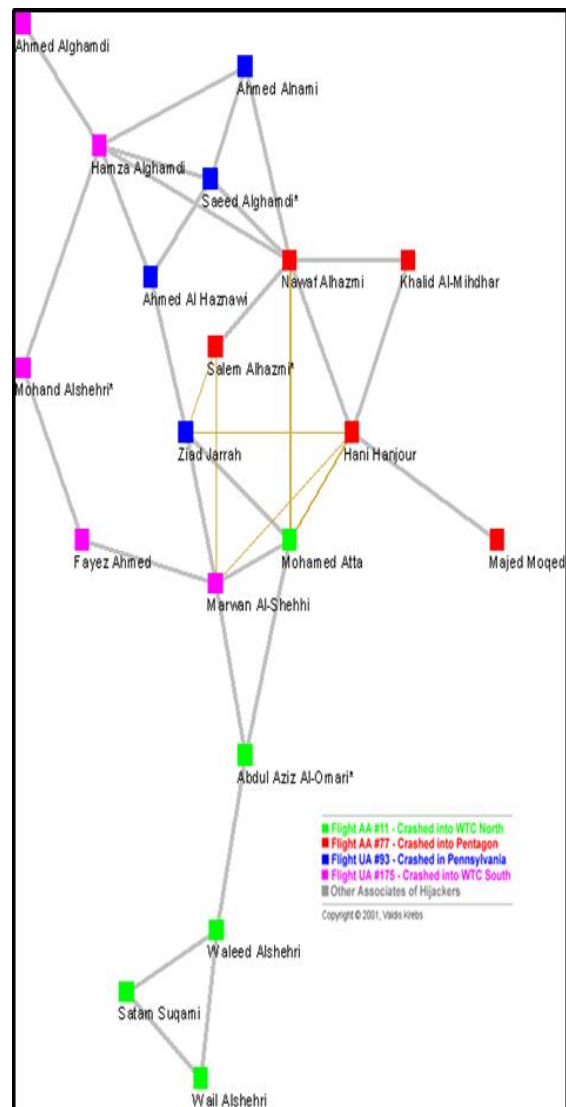 Ahmed Alghamdi
Ahmed Alnami
Hamza Alghamdi
Saeed Alghamdi*
Nawaf Alhazmi
Khalid Al-Mihdhar
Ahmed Al Haznawi
Salem Alhazmi*
Mohand Alshehri*
Ziad Jarrah
Hani Hanjour
Fayez Ahmed
Mohamed Atta
Majed Moqed
Marwan Al-Shehhi
Abdul Aziz Al-Omari*
Flight AA #11 - Crashed into WTC North
Flight AA #77 - Crashed into Pentagon
Flight UA #93 - Crashed in Pennsylvania
Flight UA #175 - Crashed into WTC South
Other Associates of Hijackers
Copyright © 2001, Valdis Krebs
Waleed Alshehri
Satam Suqami
Wail Alshehri